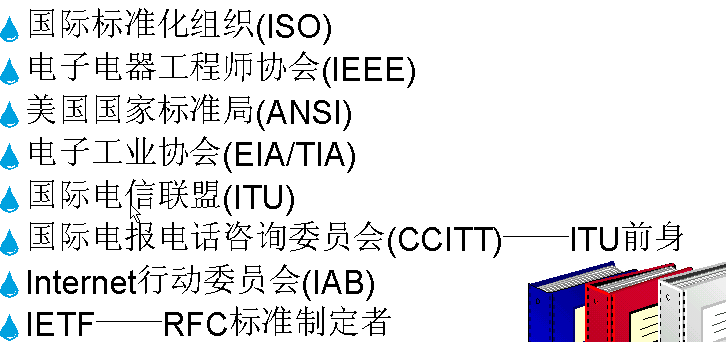 国际标准化组织(ISO)
电子电器工程师协会(IEEE)
美国国家标准局(ANSI)
电子工业协会(EIA/TIA)
国际电信联盟(ITU)
国际电报电话咨询委员会(CCITT)——ITU前身
Internet行动委员会(IAB)
IETF——RFC标准制定者